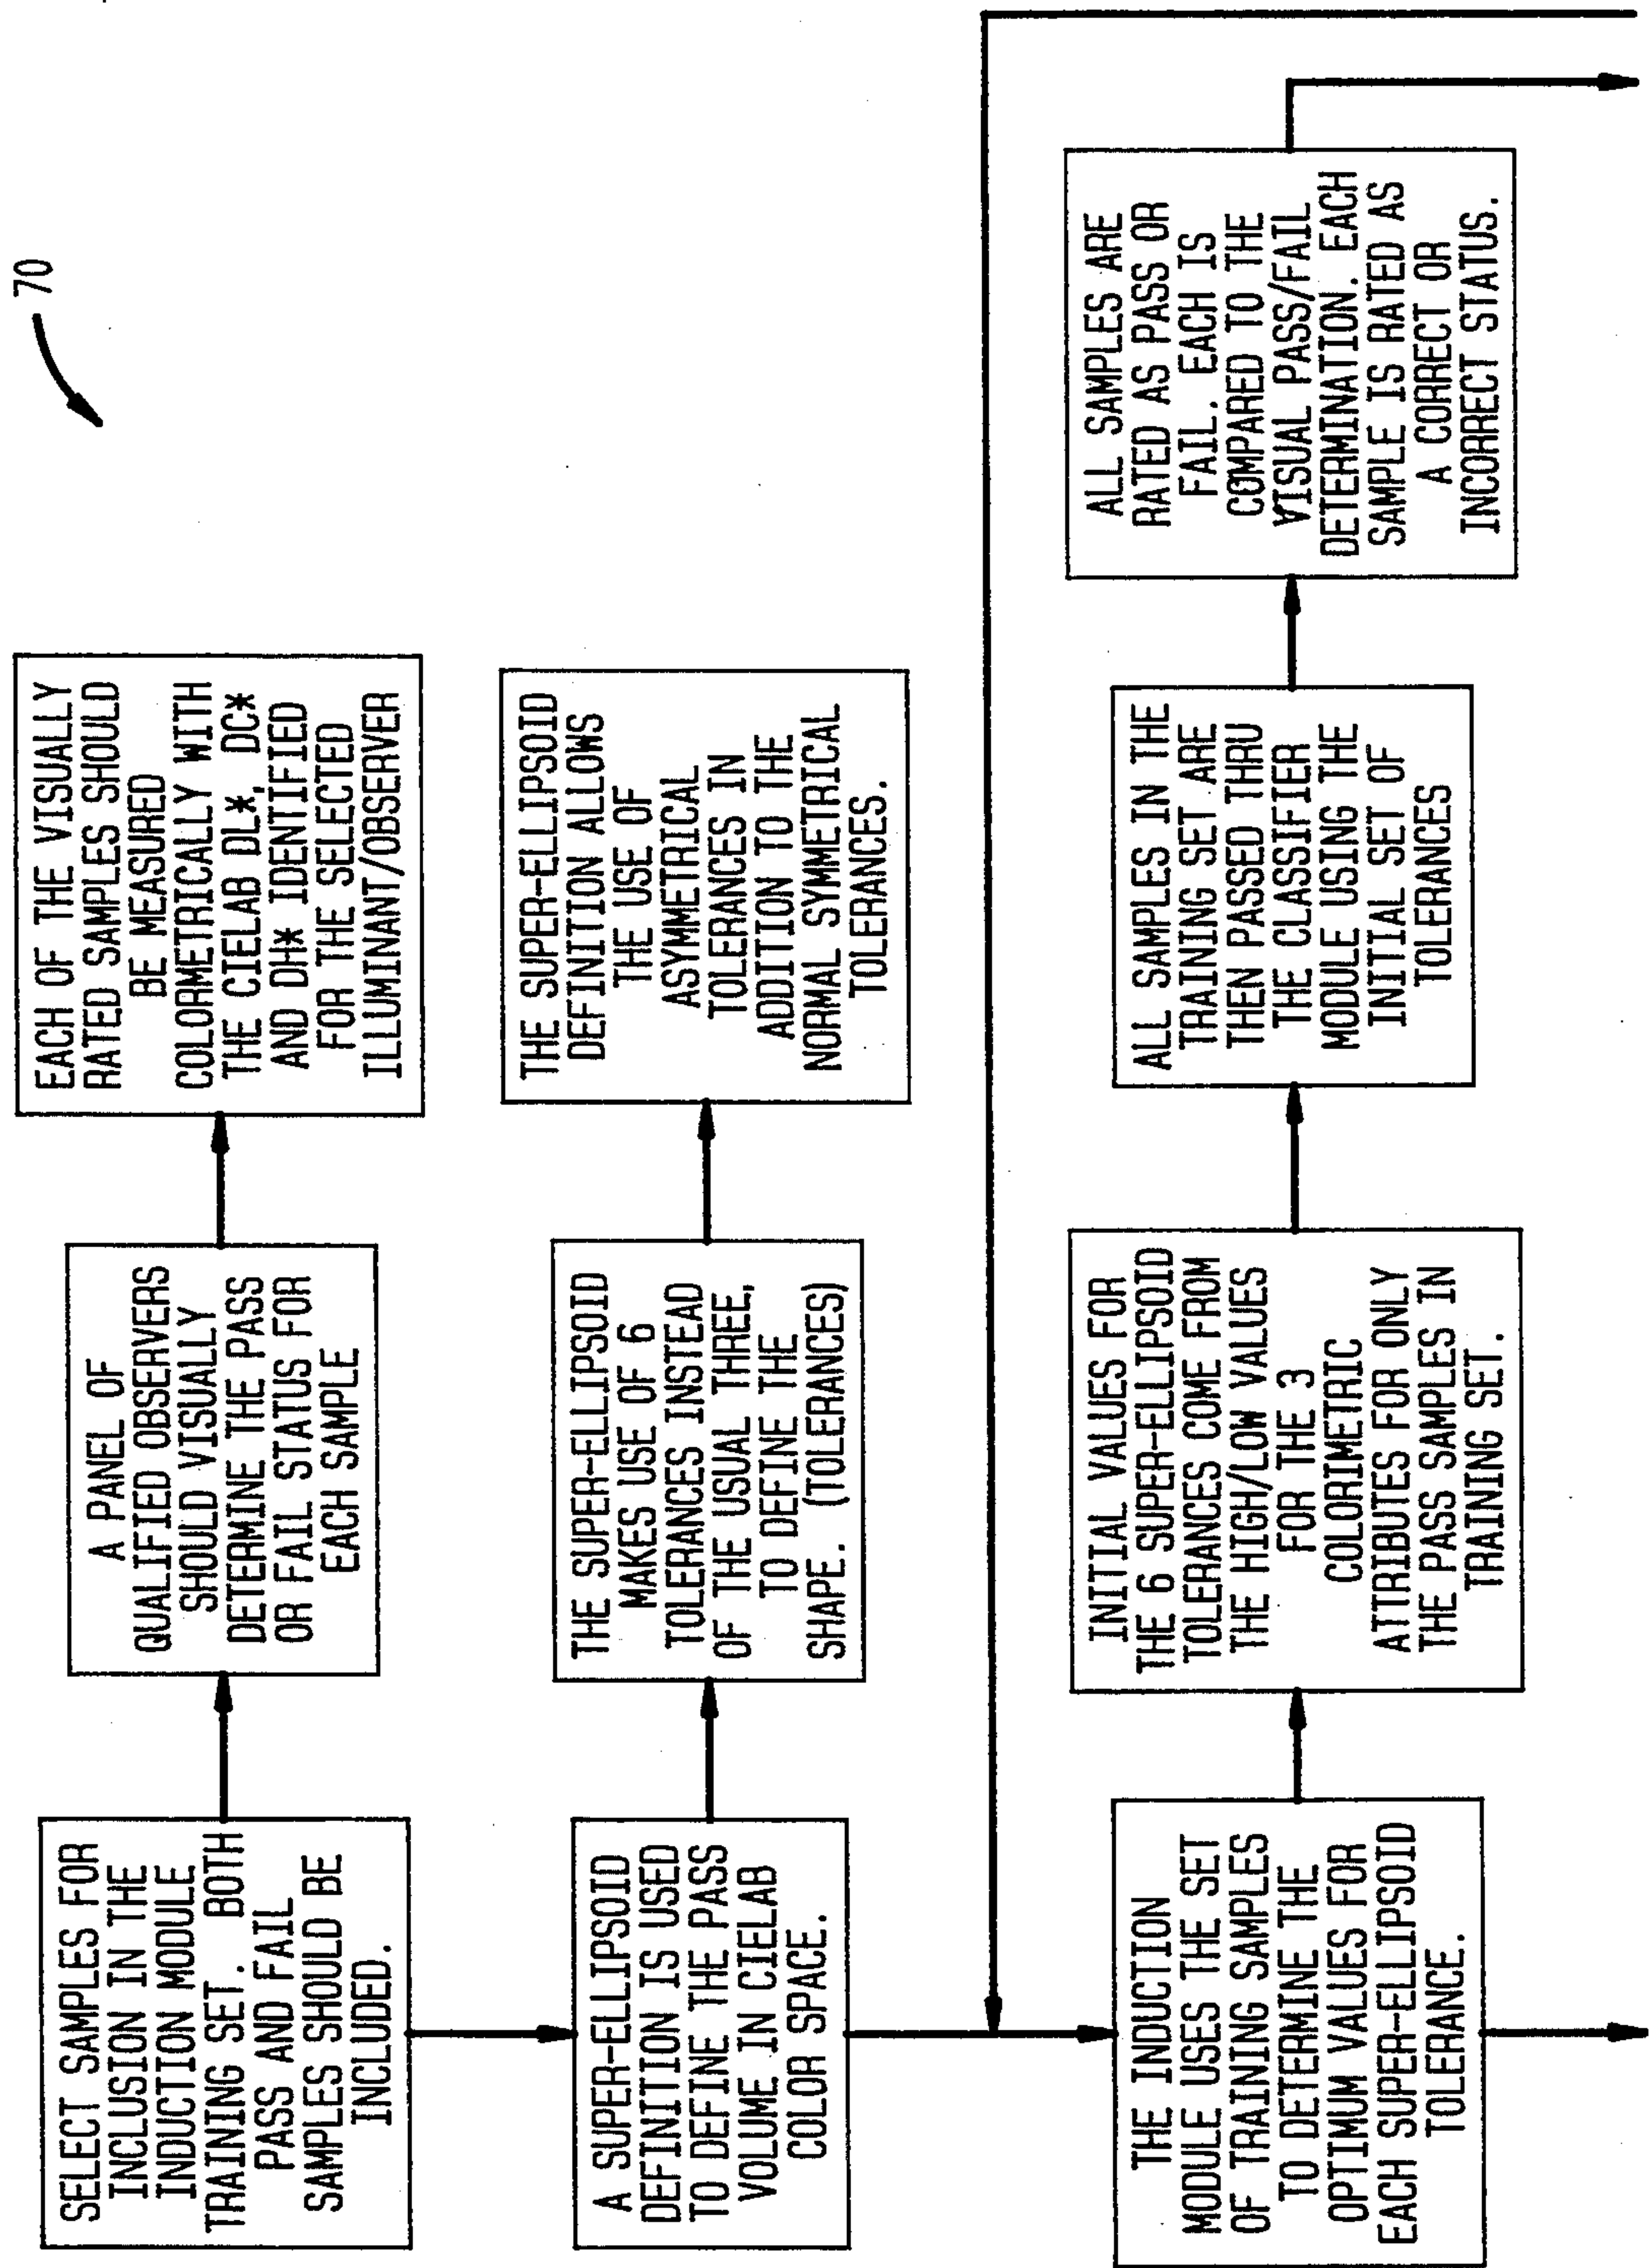 70
SELECT SAMPLES FOR
INCLUSION IN THE
INDUCTION MODULE
TRAINING SET. BOTH
PASS AND FAIL
SAMPLES SHOULD BE
INCLUDED.
A PANEL OF
QUALIFIED OBSERVERS
SHOULD VISUALLY
DETERMINE THE PASS
OR FAIL STATUS FOR
EACH SAMPLE
EACH OF THE VISUALLY
RATED SAMPLES SHOULD
BE MEASURED
COLORMETRICALLY WITH
THE CIELAB DL*, DC*
AND DH* IDENTIFIED
FOR THE SELECTED
ILLUMINANT/OBSERVER
A SUPER-ELLIPSOID
DEFINITION IS USED
TO DEFINE THE PASS
VOLUME IN CIELAB
COLOR SPACE.
THE SUPER-ELLIPSOID
MAKES USE OF 6
TOLERANCES INSTEAD
OF THE USUAL THREE,
TO DEFINE THE
SHAPE. (TOLERANCES)
THE SUPER-ELLIPSOID
DEFINITION ALLOWS
THE USE OF
ASYMETRICAL
TOLERANCES IN
ADDITION TO THE
NORMAL SYMETRICAL
TOLERANCES.
THE INDUCTION
MODULE USES THE SET
OF TRAINING SAMPLES
TO DETERMINE THE
OPTIMUM VALUES FOR
EACH SUPER-ELLIPSOID
TOLERANCE.
INITIAL VALUES FOR
THE 6 SUPER-ELLIPSOID
TOLERANCES COME FROM
THE HIGH/LOW VALUES
FOR THE 3
COLORIMETRIC
ATTRIBUTES FOR ONLY
THE PASS SAMPLES IN
TRAINING SET.
ALL SAMPLES IN THE
TRAINING SET ARE
THEN PASSED THRU
THE CLASSIFIER
MODULE USING THE
INITIAL SET OF
TOLERANCES
ALL SAMPLES ARE
RATED AS PASS OR
FAIL. EACH IS
COMPARED TO THE
VISUAL PASS/FAIL
DETERMINATION. EACH
SAMPLE IS RATED AS
A CORRECT OR
INCORRECT STATUS.